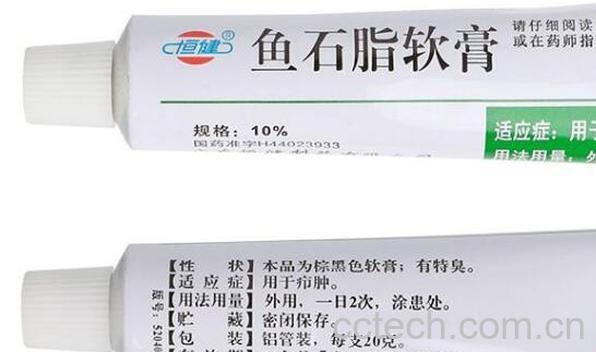 恒健
鱼石脂软膏
请仔细阅读
或在药师指
规格：10%
国药准字H44023933
适应症：用于
用法用量：外
【性 状】本品为棕黑色软膏；有特臭。
【适 应 症】用于疖肿。
【用法用量】外用，一日2次，涂患处。
【贮 藏】密闭保存。
【包 装】铝管装，每支20克。
版号：
cctech.com.cn